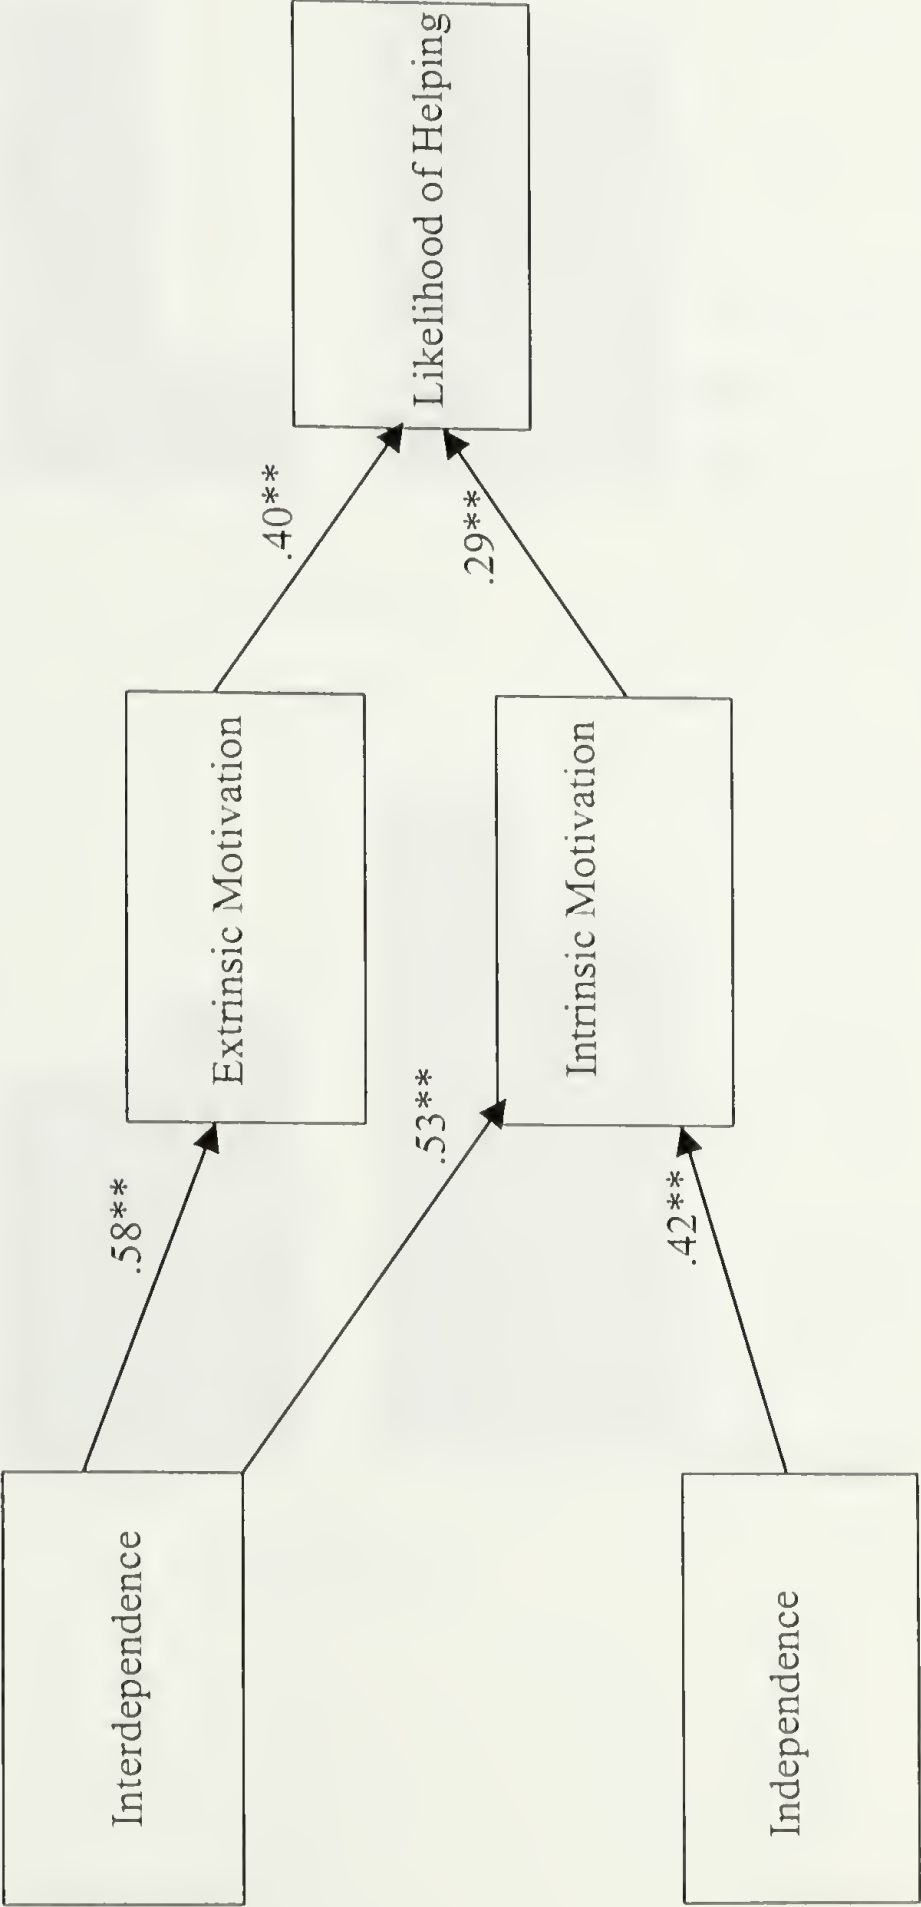 Interdependence
.58**
Extrinsic Motivation
.40**
Likelihood of Helping
.53**
.29**
Intrinsic Motivation
.42**
Independence